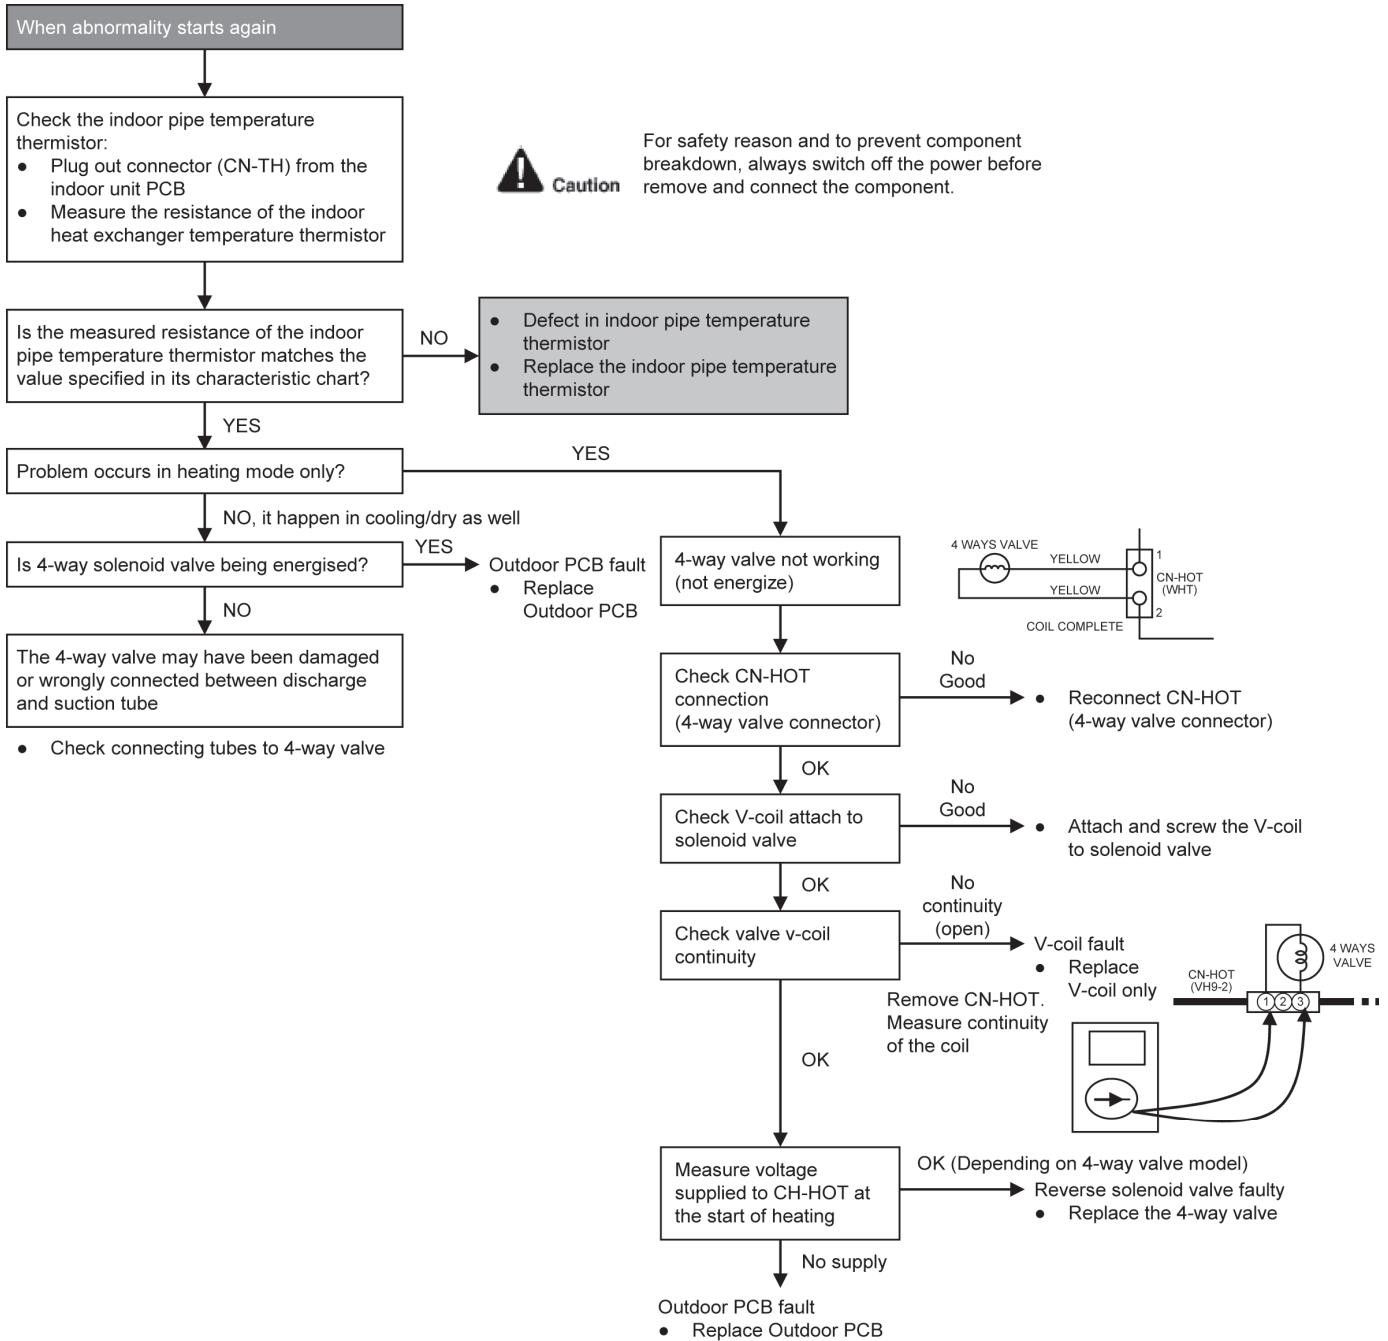 When abnormality starts again
Check the indoor pipe temperature
thermistor:
● Plug out connector (CN-TH) from the
indoor unit PCB
● Measure the resistance of the indoor
heat exchanger temperature thermistor
Caution
For safety reason and to prevent component
breakdown, always switch off the power before
remove and connect the component.
Is the measured resistance of the indoor
pipe temperature thermistor matches the
value specified in its characteristic chart?
NO
● Defect in indoor pipe temperature
thermistor
● Replace the indoor pipe temperature
thermistor
YES
Problem occurs in heating mode only?
YES
NO, it happen in cooling/dry as well
Is 4-way solenoid valve being energised?
YES
Outdoor PCB fault
● Replace
Outdoor PCB
NO
The 4-way valve may have been damaged
or wrongly connected between discharge
and suction tube
● Check connecting tubes to 4-way valve
4-way valve not working
(not energize)
4 WAYS VALVE
YELLOW
YELLOW
1
CN-HOT
(WHT)
2
COIL COMPLETE
Check CN-HOT
connection
(4-way valve connector)
No
Good
● Reconnect CN-HOT
(4-way valve connector)
OK
Check V-coil attach to
solenoid valve
No
Good
● Attach and screw the V-coil
to solenoid valve
OK
Check valve v-coil
continuity
No
continuity
(open)
V-coil fault
● Replace
V-coil only
Remove CN-HOT.
Measure continuity
of the coil
CN-HOT
(VH9-2)
4 WAYS
VALVE
1 2 3
OK
Measure voltage
supplied to CH-HOT at
the start of heating
OK (Depending on 4-way valve model)
Reverse solenoid valve faulty
● Replace the 4-way valve
No supply
Outdoor PCB fault
● Replace Outdoor PCB